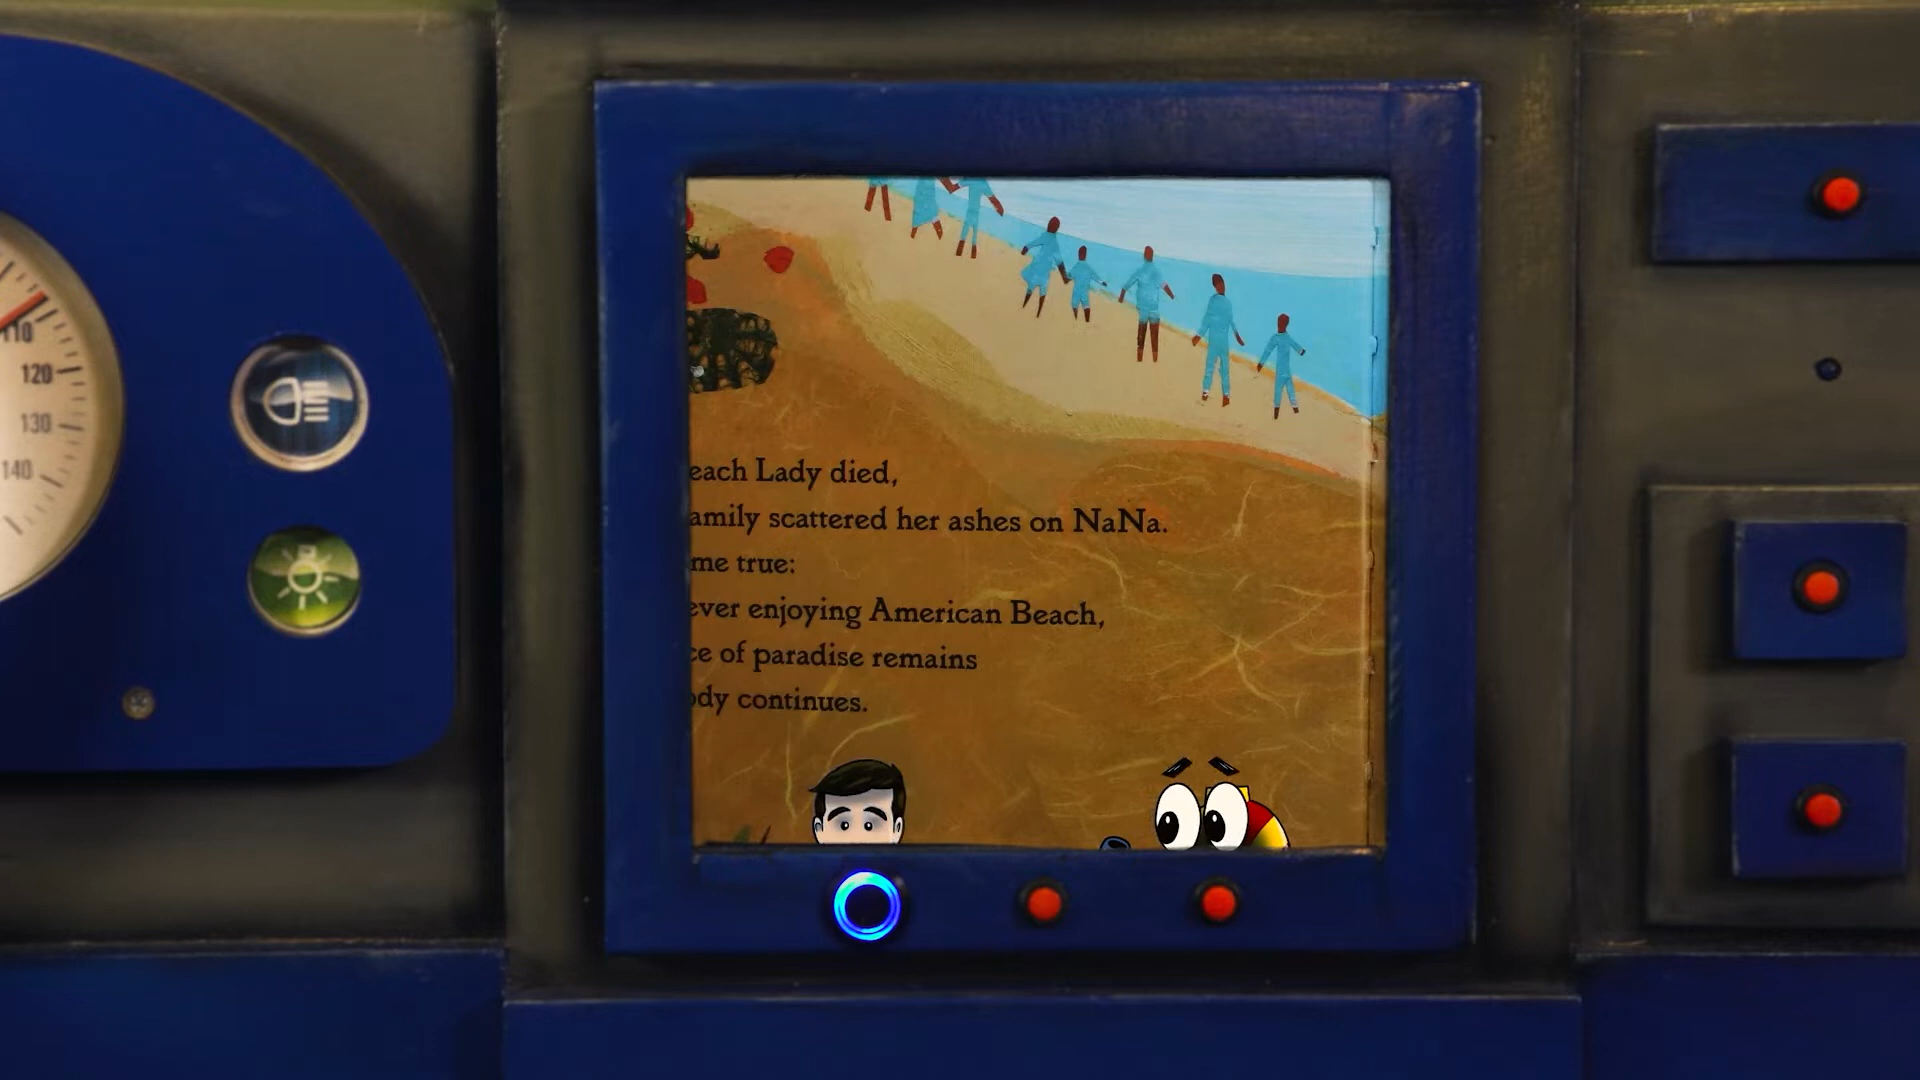 110
120
130
140
each Lady died,
amily scattered her ashes on NaNa.
me true:
ever enjoying American Beach,
ce of paradise remains
ody continues.